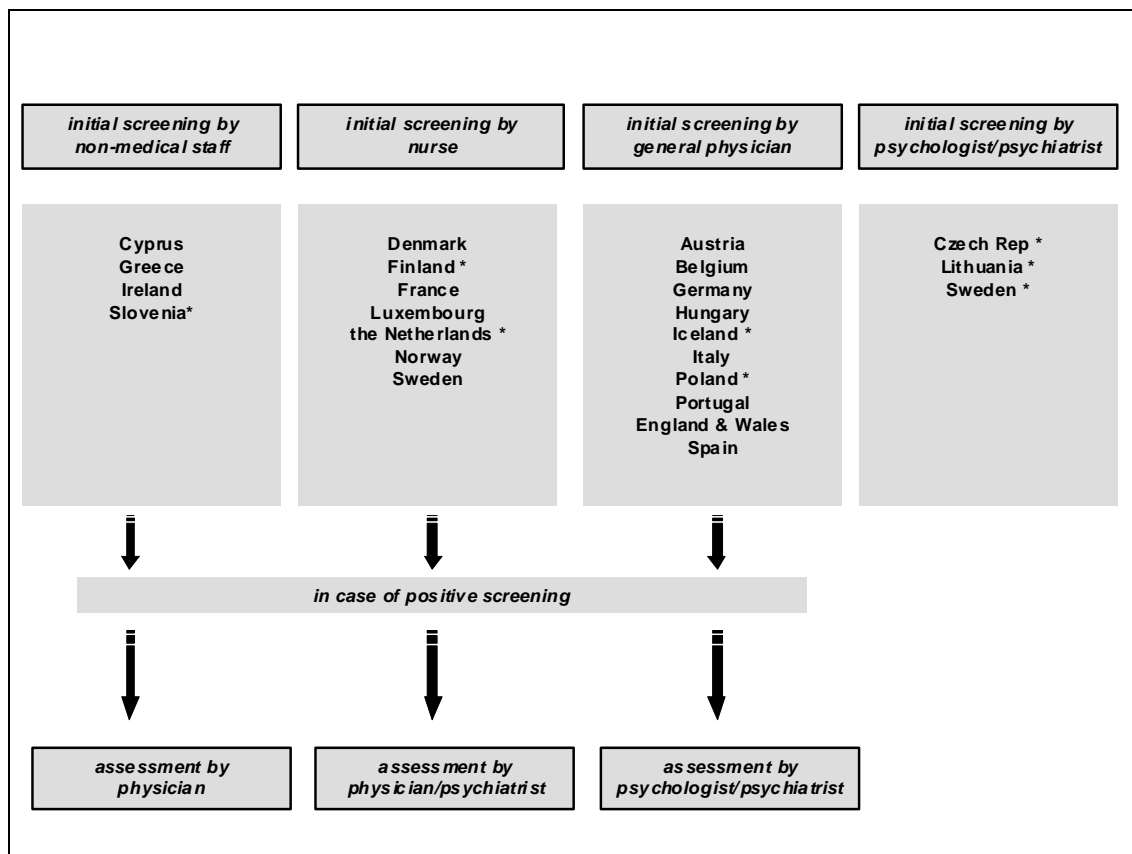 initial screening by
non-medical staff
initial screening by
nurse
initial screening by
general physician
initial screening by
psychologist/psychiatrist
Cyprus
Greece
Ireland
Slovenia*
Denmark
Finland *
France
Luxembourg
the Netherlands *
Norway
Sweden
Austria
Belgium
Germany
Hungary
Iceland *
Italy
Poland *
Portugal
England & Wales
Spain
Czech Rep *
Lithuania *
Sweden *
in case of positive screening
assessment by
physician
assessment by
physician/psychiatrist
assessment by
psychologist/psychiatrist